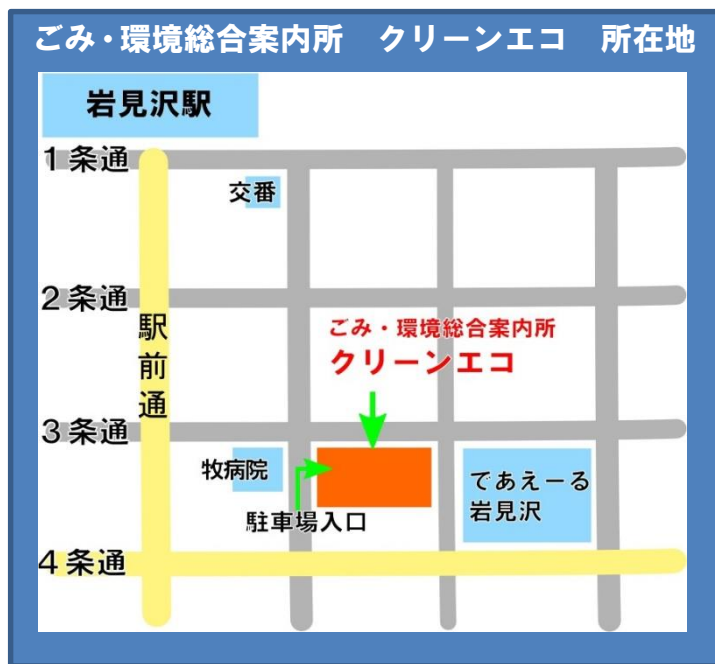 ごみ・環境総合案内所　クリーンエコ　所在地
岩見沢駅
1条通
交番
2条通
駅前通
ごみ・環境総合案内所
クリーンエコ
3条通
牧病院
であえーる
岩見沢
駐車場入口
4条通